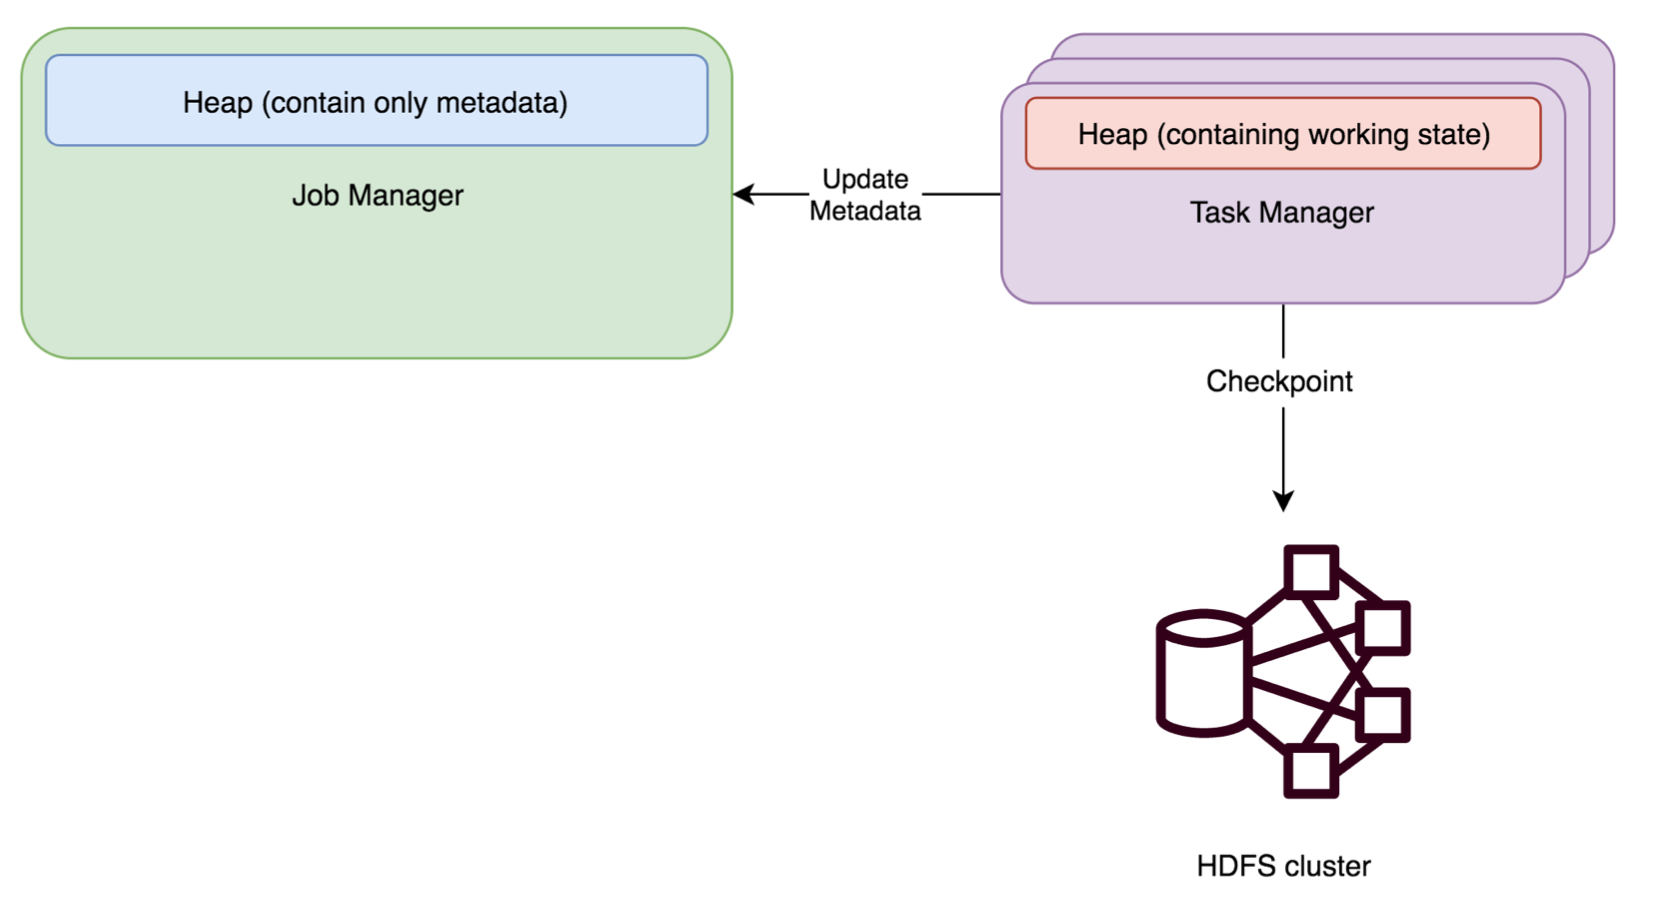 Heap (contain only metadata)
Job Manager
Update
Metadata
Heap (containing working state)
Task Manager
Checkpoint
HDFS cluster